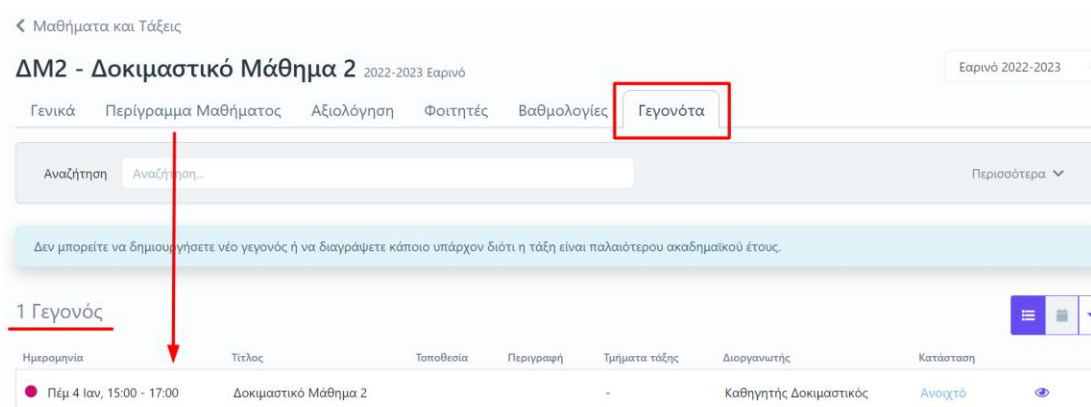 Μαθήματα και Τάξεις
ΔΜ2 - Δοκιμαστικό Μάθημα 2 2022-2023 Εαρινό
Εαρινό 2022-2023
Γενικά Περίγραμμα Μαθήματος Αξιολόγηση Φοιτητές Βαθμολογίες Γεγονότα
Αναζήτηση Αναζήτηση... Περισσότερα
Δεν μπορείτε να δημιουργήσετε νέο γεγονός ή να διαγράψετε κάποιο υπάρχον διότι η τάξη είναι παλαιότερου ακαδημαϊκού έτους.
1 Γεγονός
Ημερομηνία Τίτλος Τοποθεσία Περιγραφή Τμήματα τάξης Διοργανωτής Κατάσταση
Πέμ 4 Ιαν, 15:00 - 17:00 Δοκιμαστικό Μάθημα 2 - Καθηγητής Δοκιμαστικός Ανοιχτό